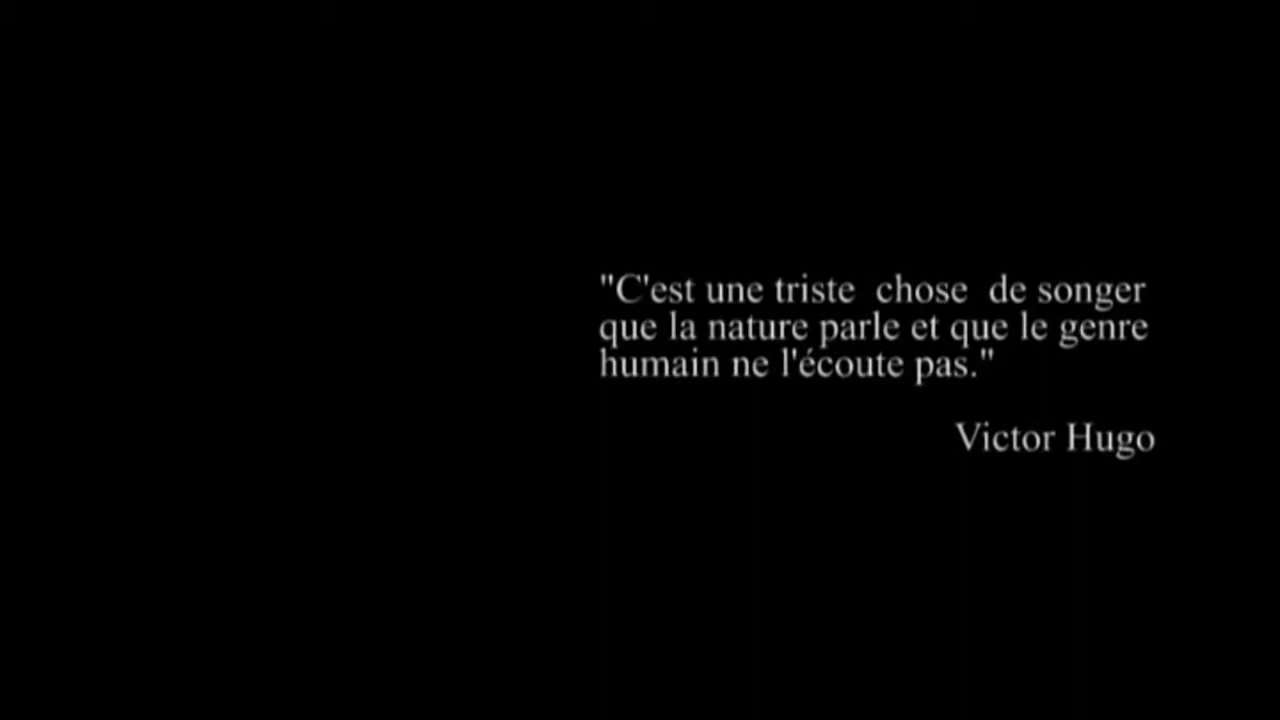 "C'est une triste  chose  de songer
que la nature parle et que le genre
humain ne l'écoute pas."
Victor Hugo